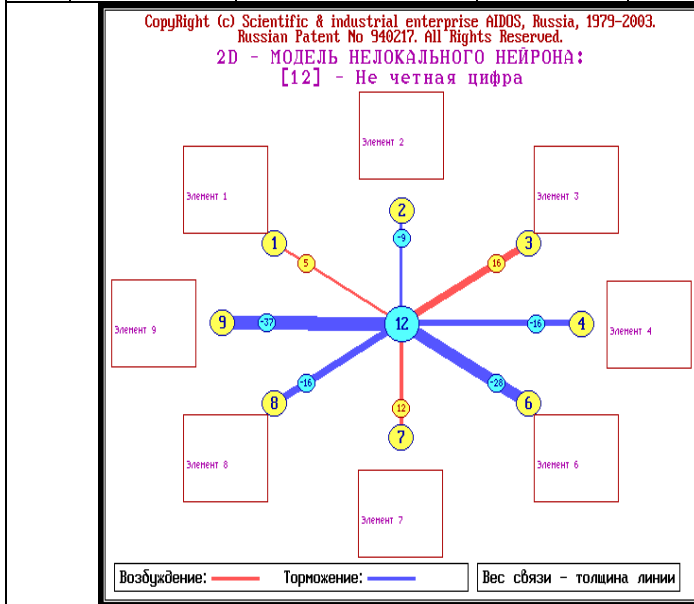 CopyRight (c) Scientific & industrial enterprise AIDOS, Russia, 1979-2003.
Russian Patent No 940217. All Rights Reserved.
2D - МОДЕЛЬ НЕЛОКАЛЬНОГО НЕЙРОНА:
[12] - Не четная цифра
Элемент 2
Элемент 1
Элемент 3
2
-9
1
3
5
16
Элемент 9
9
-37
12
-16
4
Элемент 4
-16
-28
8
6
12
7
Элемент 8
Элемент 6
Элемент 7
Возбуждение: Торможение: Вес связи - толщина линии